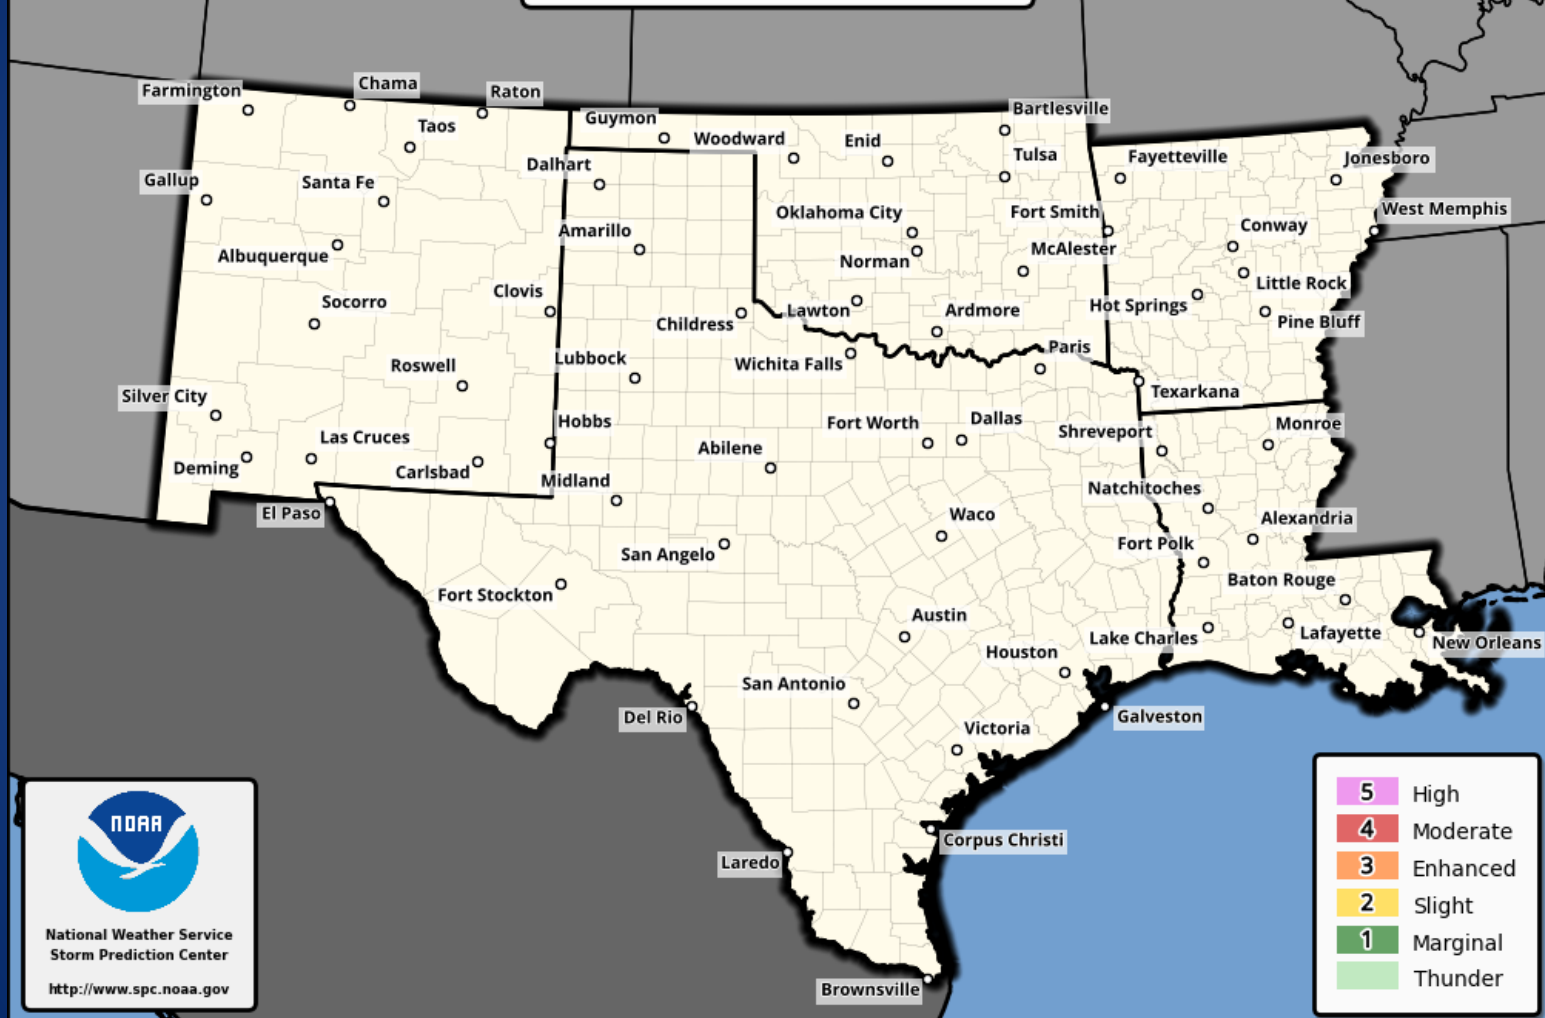 Farmington
Chama
Raton
Taos
Guymon
Woodward
Enid
Bartlesville
Tulsa
Fayetteville
Jonesboro
Gallup
Santa Fe
Dalhart
Oklahoma City
Fort Smith
West Memphis
Albuquerque
Amarillo
Norman
McAlester
Conway
Socorro
Clovis
Childress
Lawton
Ardmore
Hot Springs
Little Rock
Pine Bluff
Roswell
Lubbock
Wichita Falls
Paris
Texarkana
Silver City
Las Cruces
Hobbs
Abilene
Fort Worth
Dallas
Shreveport
Monroe
Deming
Carlsbad
Midland
Natchitoches
El Paso
San Angelo
Waco
Fort Polk
Alexandria
Fort Stockton
Austin
Baton Rouge
Houston
Lake Charles
Lafayette
New Orleans
San Antonio
Del Rio
Victoria
Galveston
Laredo
Corpus Christi
Brownsville
NOAA
National Weather Service
Storm Prediction Center
http://www.spc.noaa.gov
5 High
4 Moderate
3 Enhanced
2 Slight
1 Marginal
Thunder